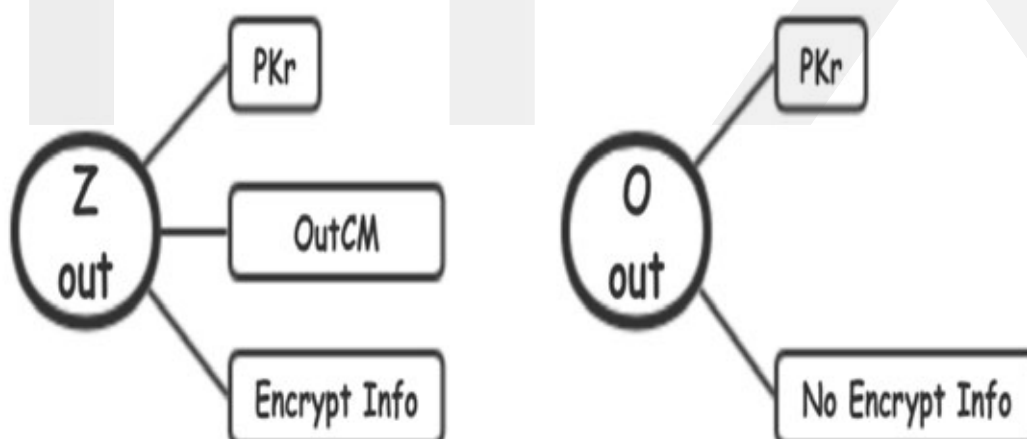 PKr
Z
out
OutCM
Encrypt Info
PKr
O
out
No Encrypt Info